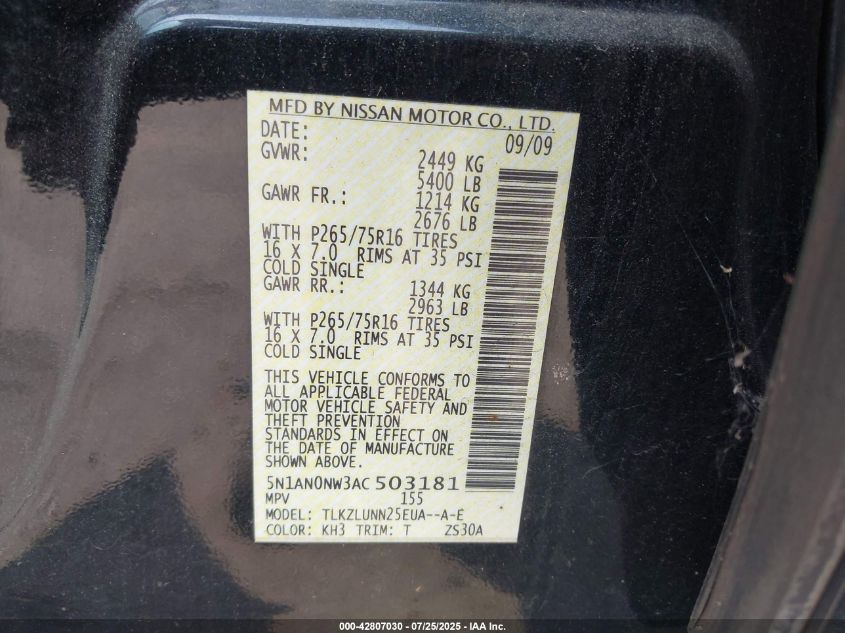 MFD BY NISSAN MOTOR CO., LTD.
DATE: 09/09
GVWR: 2449 KG
5400 LB
GAWR FR.: 1214 KG
2676 LB
WITH P265/75R16 TIRES
16 X 7.0 RIMS AT 35 PSI
COLD SINGLE
GAWR RR.: 1344 KG
2963 LB
WITH P265/75R16 TIRES
16 X 7.0 RIMS AT 35 PSI
COLD SINGLE
THIS VEHICLE CONFORMS TO
ALL APPLICABLE FEDERAL
MOTOR VEHICLE SAFETY AND
THEFT PREVENTION
STANDARDS IN EFFECT ON
THE DATE OF MANUFACTURE
SHOWN ABOVE.
5N1AN0NW3AC 503181
MPV 155
MODEL: TLKZLUNN25EUA--A-E
COLOR: KH3 TRIM: T ZS30A
000-42807030 - 07/25/2025 - IAA Inc.